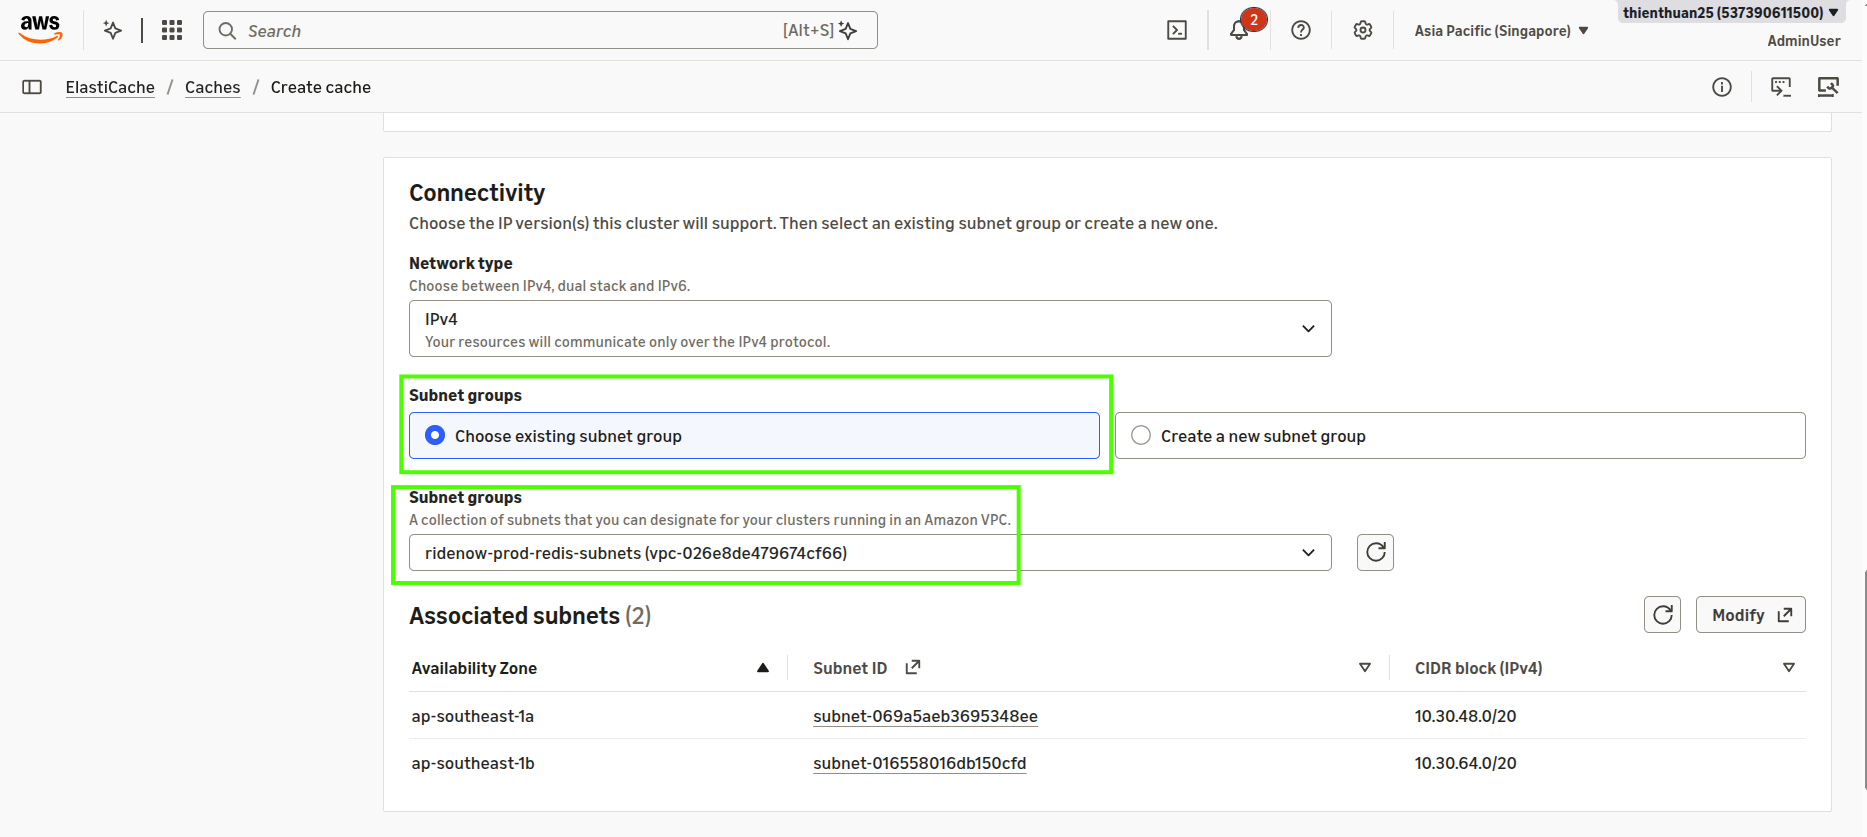 aws
Search
[Alt+S]
2
Asia Pacific (Singapore)
thienthuan25 (537390611500)
AdminUser
ElastiCache / Caches / Create cache
Connectivity
Choose the IP version(s) this cluster will support. Then select an existing subnet group or create a new one.
Network type
Choose between IPv4, dual stack and IPv6.
IPv4
Your resources will communicate only over the IPv4 protocol.
Subnet groups
Choose existing subnet group
Create a new subnet group
Subnet groups
A collection of subnets that you can designate for your clusters running in an Amazon VPC.
ridenow-prod-redis-subnets (vpc-026e8de479674cf66)
Associated subnets (2)
Modify
Availability Zone
Subnet ID
CIDR block (IPv4)
ap-southeast-1a
subnet-069a5aeb3695348ee
10.30.48.0/20
ap-southeast-1b
subnet-016558016db150cfd
10.30.64.0/20